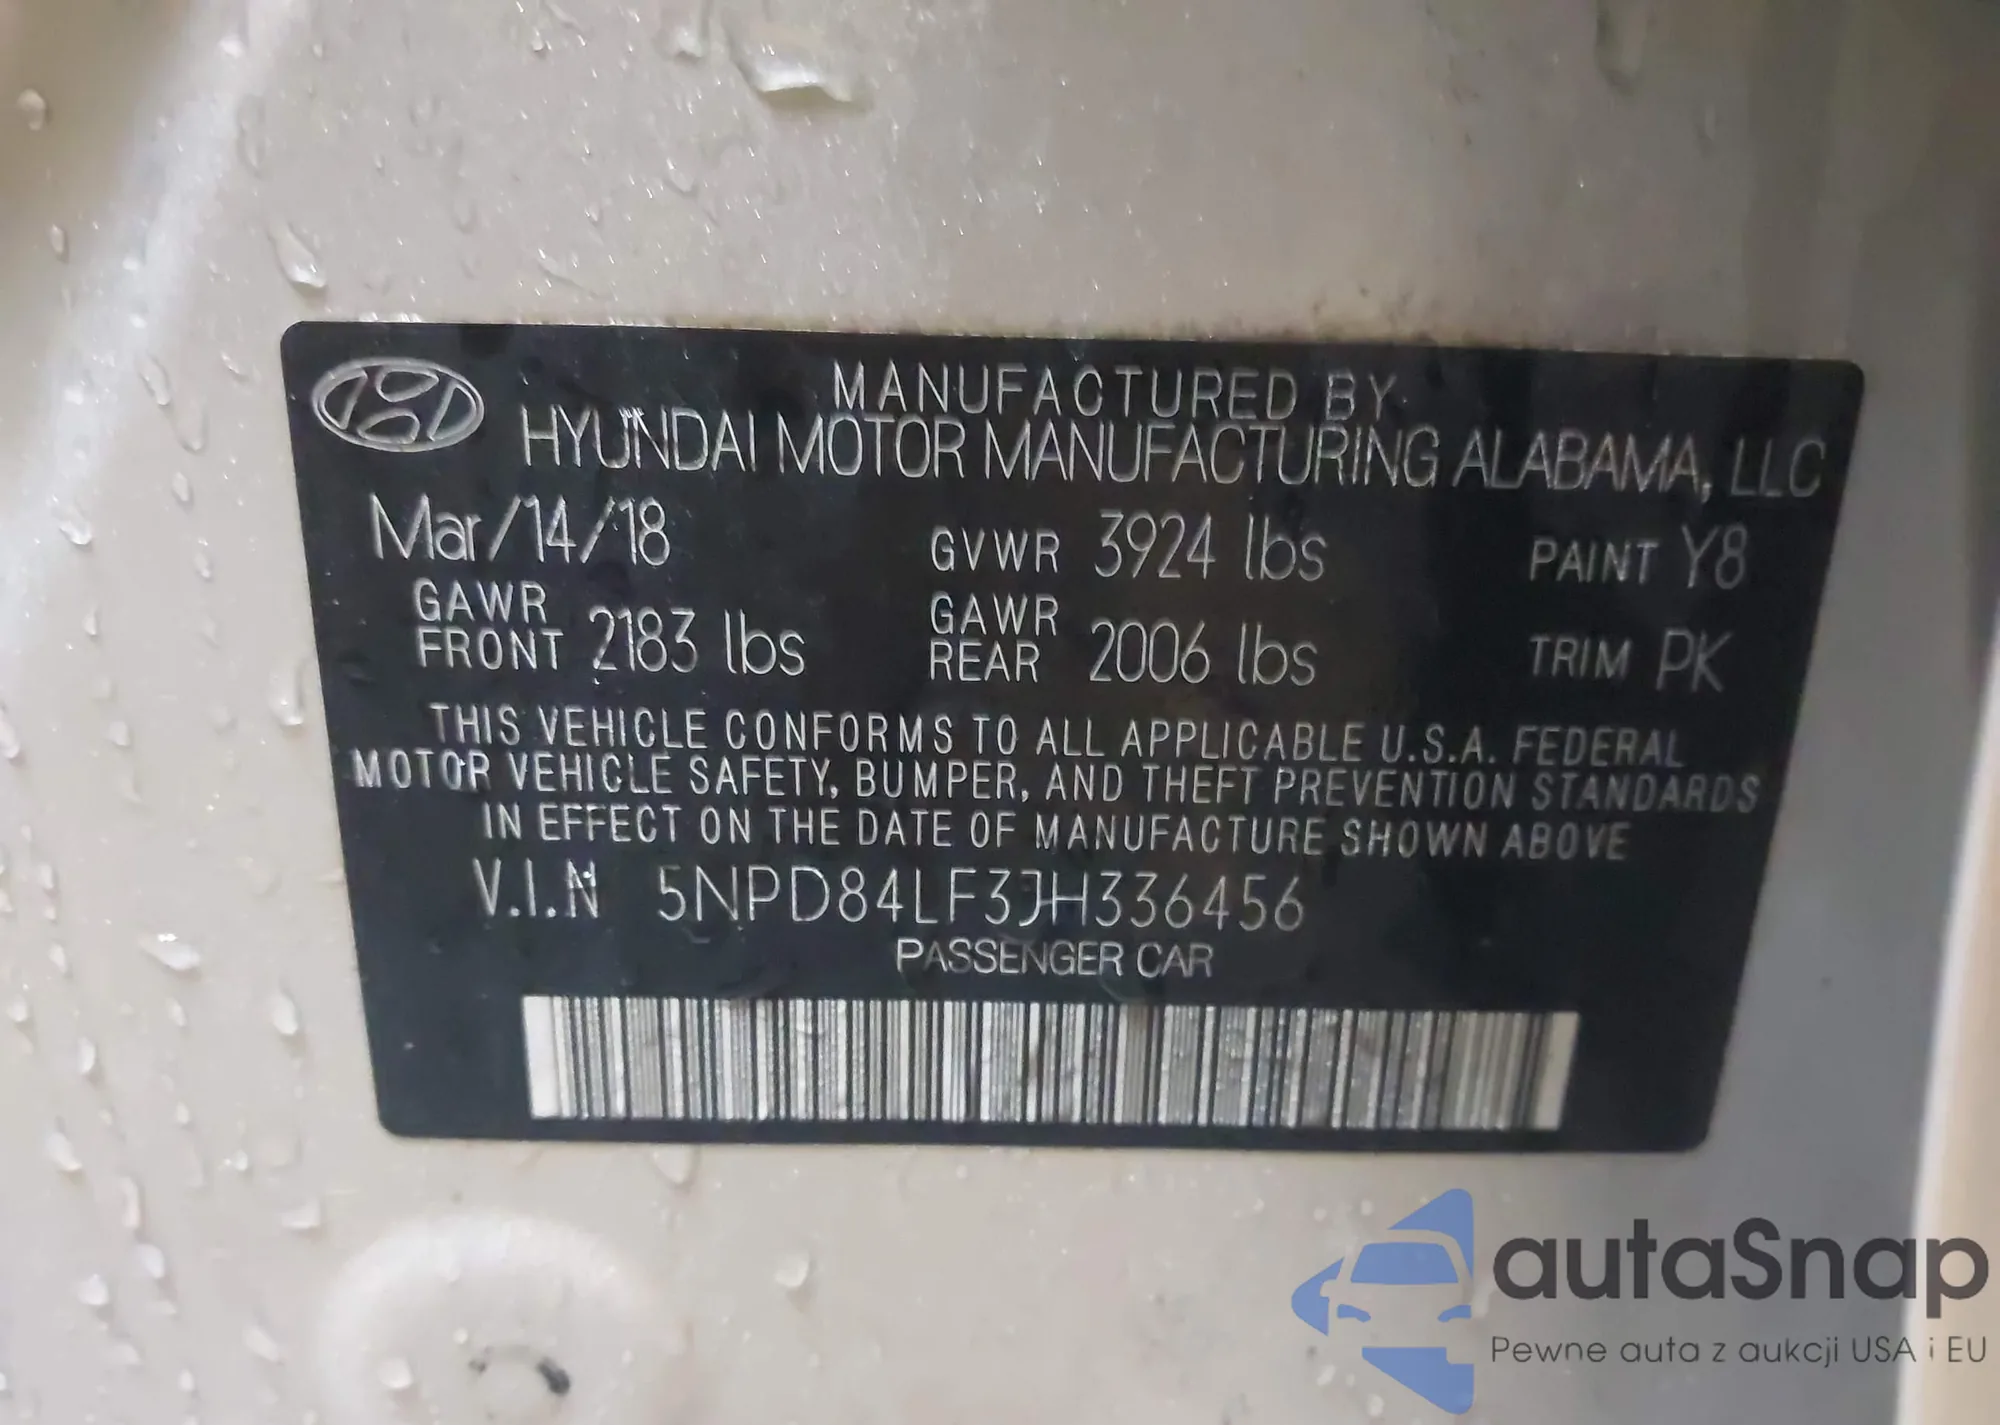 MANUFACTURED BY
HYUNDAI MOTOR MANUFACTURING ALABAMA, LLC
Mar/14/18 GVWR 3924 lbs PAINT Y8
GAWR FRONT 2183 lbs GAWR REAR 2006 lbs TRIM PK
THIS VEHICLE CONFORMS TO ALL APPLICABLE U.S.A. FEDERAL
MOTOR VEHICLE SAFETY, BUMPER, AND THEFT PREVENTION STANDARDS
IN EFFECT ON THE DATE OF MANUFACTURE SHOWN ABOVE
V.I.N 5NPD84LF3JH336456
PASSENGER CAR
autaSnap
Pewne auta z aukcji USA i EU